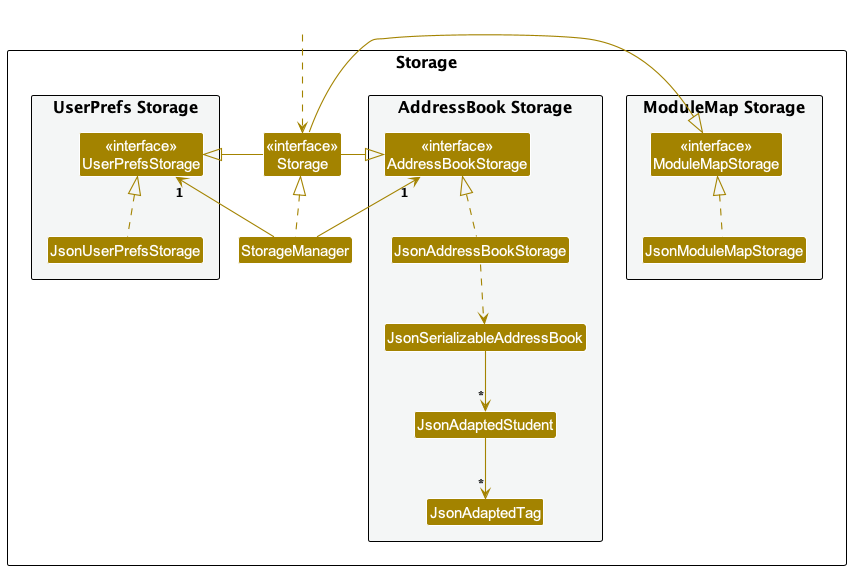 Storage
UserPrefs Storage
AddressBook Storage
ModuleMap Storage
«interface»
UserPrefsStorage
«interface»
Storage
«interface»
AddressBookStorage
«interface»
ModuleMapStorage
1
1
JsonUserPrefsStorage
StorageManager
JsonAddressBookStorage
JsonModuleMapStorage
JsonSerializableAddressBook
*
JsonAdaptedStudent
*
JsonAdaptedTag